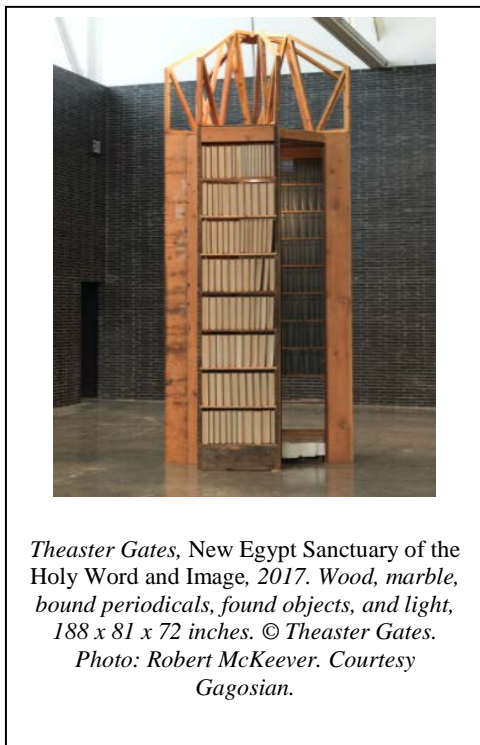 Theaster Gates, New Egypt Sanctuary of the
Holy Word and Image, 2017. Wood, marble,
bound periodicals, found objects, and light,
188 x 81 x 72 inches. © Theaster Gates.
Photo: Robert McKeever. Courtesy
Gagosian.